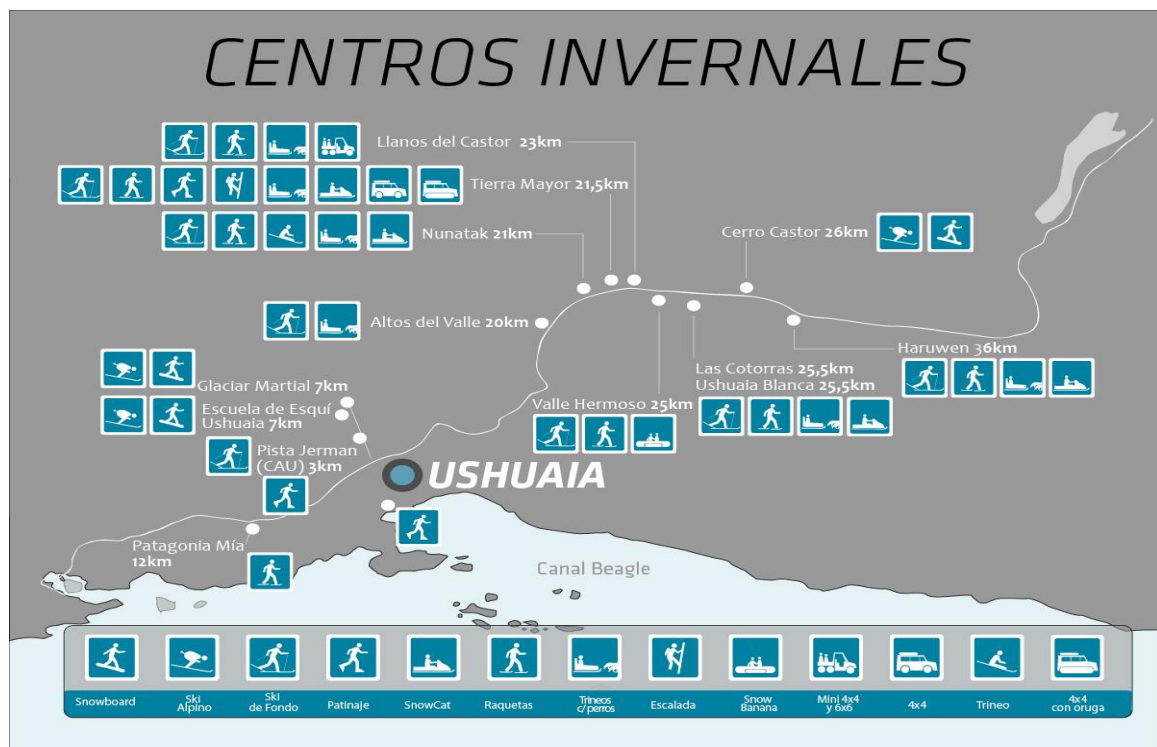 CENTROS INVERNALES
Llanos del Castor 23km
Tierra Mayor 21,5km
Nunatak 21km
Cerro Castor 26km
Altos del Valle 20km
Haruwen 36km
Las Cotorras 25,5km
Ushuaia Blanca 25,5km
Glaciar Martial 7km
Escuela de Esquí
Ushuaia 7km
Valle Hermoso 25km
Pista Jerman
(CAU) 3km
USHUAIA
Patagonia Mía
12km
Canal Beagle
Snowboard
Ski
Alpino
Ski
de Fondo
Patinaje
SnowCat
Raquetas
Trineos
c/perros
Escalada
Snow
Banana
Mini 4x4
y 6x6
4x4
Trineo
4x4
con oruga